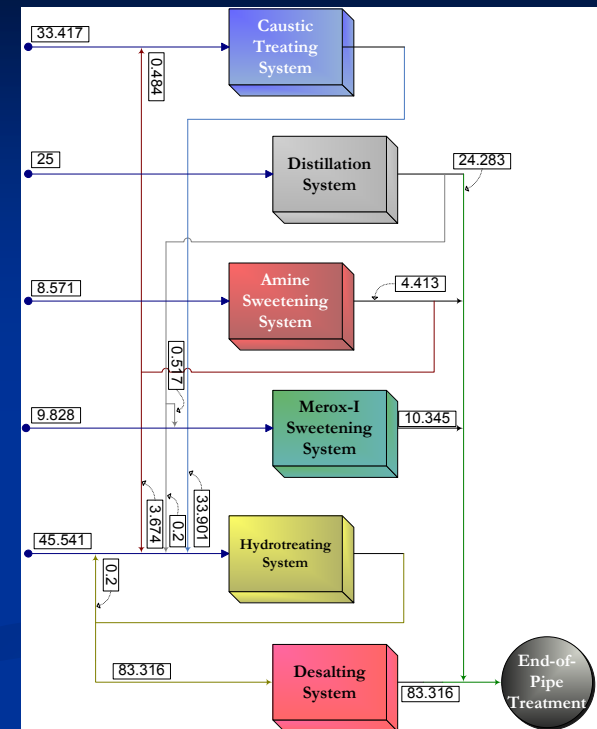 33.417
Caustic
Treating
System
0.484
25
Distillation
System
24.283
8.571
Amine
Sweetening
System
4.413
0.517
9.828
Merox-I
Sweetening
System
10.345
3.674
0.2
33.901
45.541
Hydrotreating
System
0.2
83.316
Desalting
System
83.316
End-of-
Pipe
Treatment